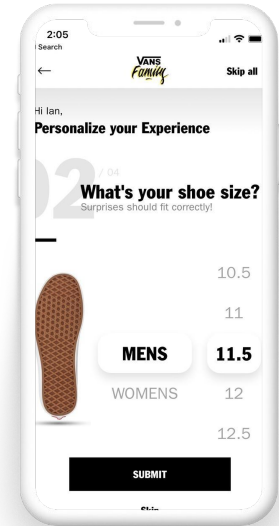 2:05
Search
VANS
Family
Skip all
Hi Ian,
Personalize your Experience
02 / 04
What's your shoe size?
Surprises should fit correctly!
10.5
11
MENS 11.5
WOMENS 12
12.5
SUBMIT
Skip